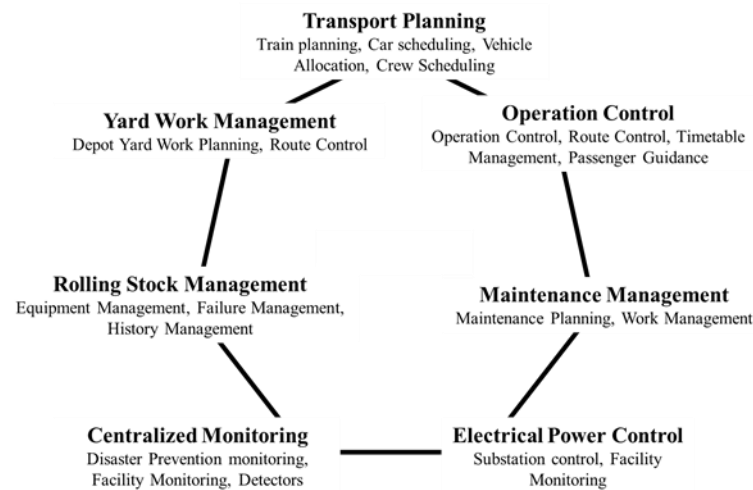 Transport Planning
Train planning, Car scheduling, Vehicle
Allocation, Crew Scheduling
Yard Work Management
Depot Yard Work Planning, Route Control
Operation Control
Operation Control, Route Control, Timetable
Management, Passenger Guidance
Rolling Stock Management
Equipment Management, Failure Management,
History Management
Maintenance Management
Maintenance Planning, Work Management
Centralized Monitoring
Disaster Prevention monitoring,
Facility Monitoring, Detectors
Electrical Power Control
Substation control, Facility
Monitoring